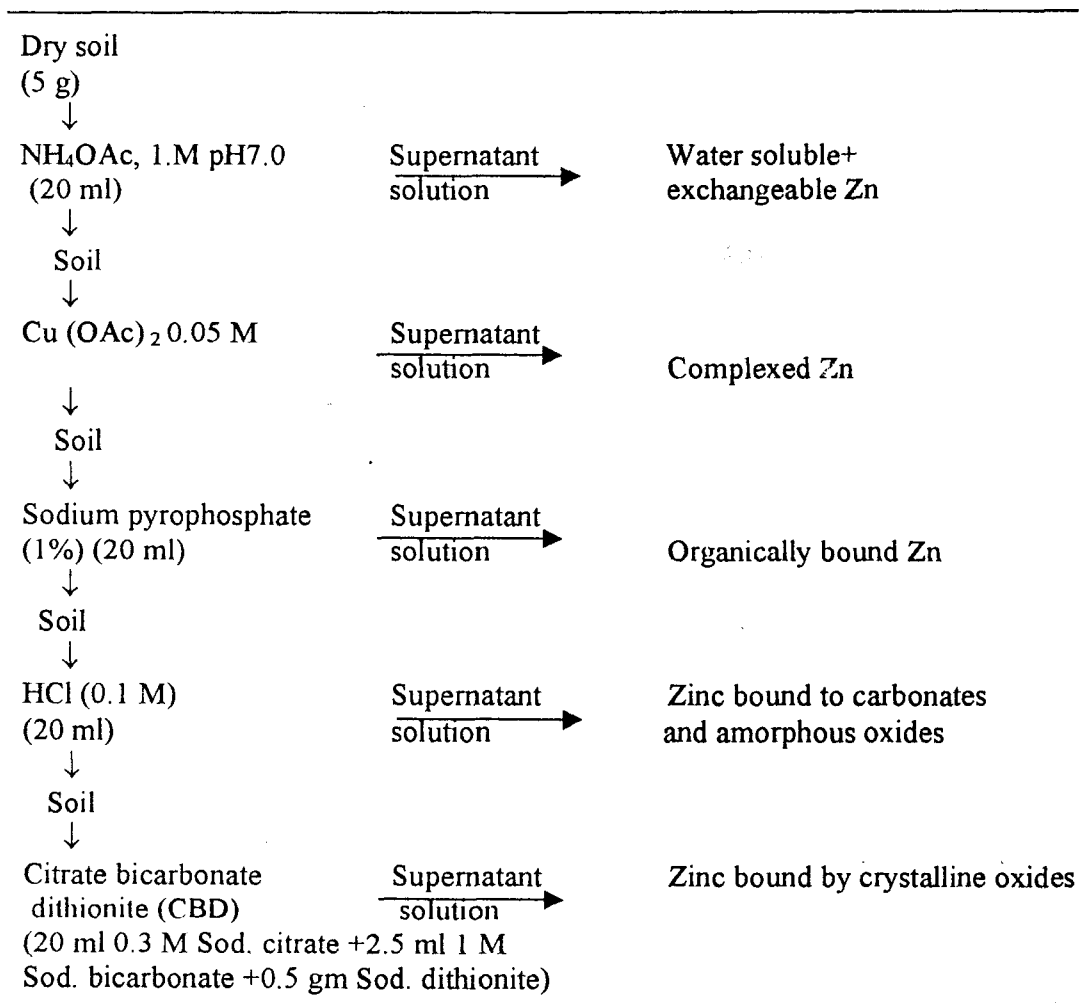 Dry soil
(5 g)
↓
NH₄OAc, 1.M pH7.0 Supernatant Water soluble+
(20 ml) solution exchangeable Zn
↓
Soil
↓
Cu (OAc) ₂ 0.05 M Supernatant
solution Complexed Zn
↓
Soil
↓
Sodium pyrophosphate Supernatant
(1%) (20 ml) solution Organically bound Zn
↓
Soil
↓
HCl (0.1 M) Supernatant Zinc bound to carbonates
(20 ml) solution and amorphous oxides
↓
Soil
↓
Citrate bicarbonate Supernatant Zinc bound by crystalline oxides
dithionite (CBD) solution
(20 ml 0.3 M Sod. citrate +2.5 ml 1 M
Sod. bicarbonate +0.5 gm Sod. dithionite)